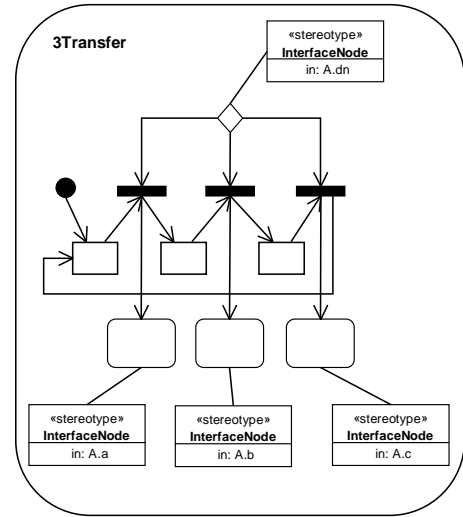 3Transfer
«stereotype»
InterfaceNode
in: A.dn
«stereotype»
InterfaceNode
in: A.a
«stereotype»
InterfaceNode
in: A.b
«stereotype»
InterfaceNode
in: A.c